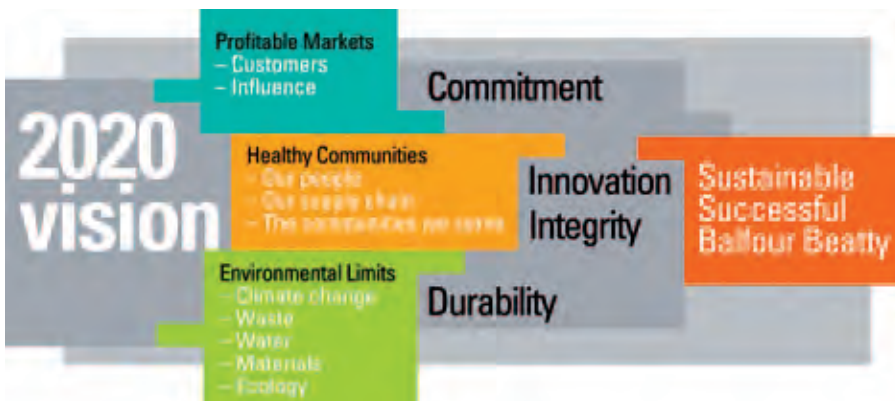 2020
vision
Profitable Markets
– Customers
– Influence
Healthy Communities
– Our people
– Our supply chain
– The communities we serve
Environmental Limits
– Climate change
– Waste
– Water
– Materials
– Ecology
Commitment
Innovation
Integrity
Durability
Sustainable
Successful
Balfour Beatty